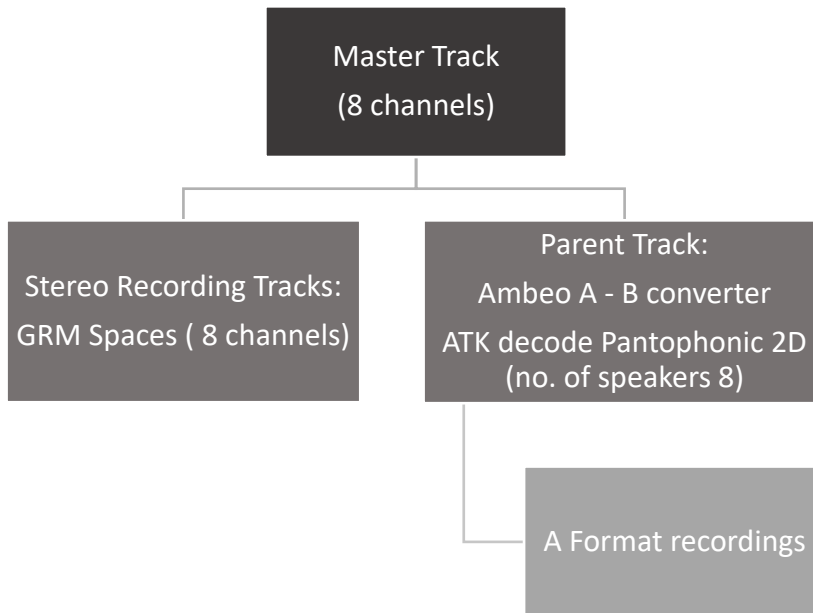 Master Track
(8 channels)
Stereo Recording Tracks:
GRM Spaces ( 8 channels)
Parent Track:
Ambeo A - B converter
ATK decode Pantophonic 2D
(no. of speakers 8)
A Format recordings